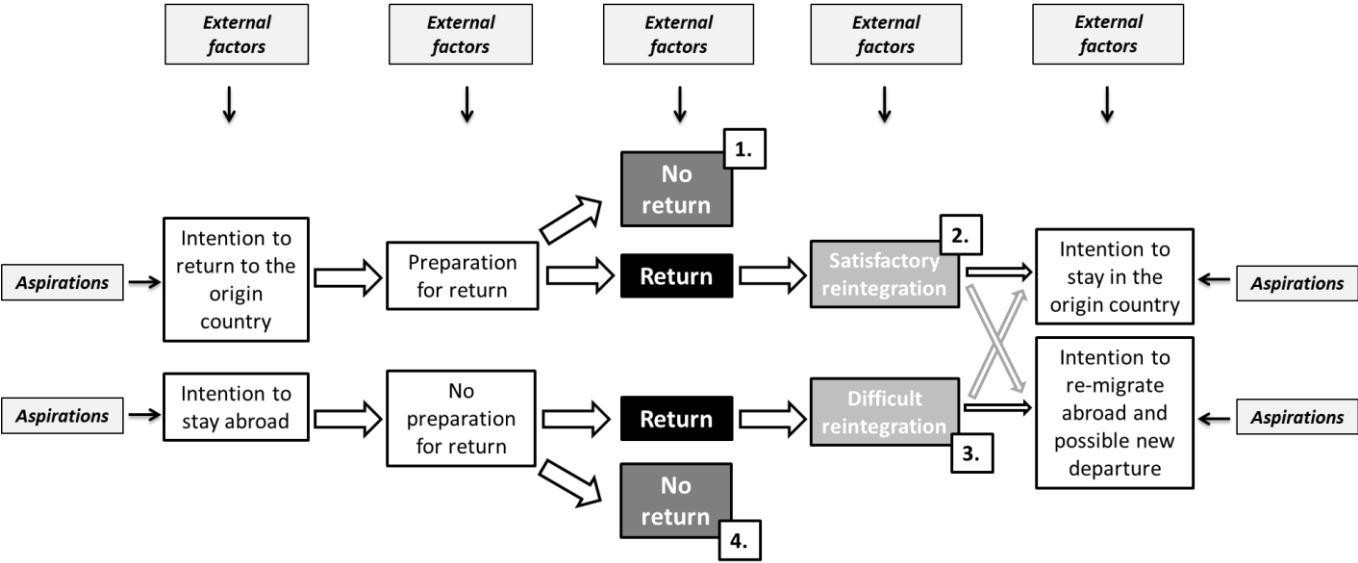 External
factors
External
factors
External
factors
External
factors
External
factors
1.
No
return
Aspirations
Intention to
return to the
origin
country
Preparation
for return
Return
2.
Satisfactory
reintegration
Intention to
stay in the
origin country
Aspirations
Aspirations
Intention to
stay abroad
No
preparation
for return
Return
Difficult
reintegration
3.
Intention to
re-migrate
abroad and
possible new
departure
Aspirations
No
return
4.